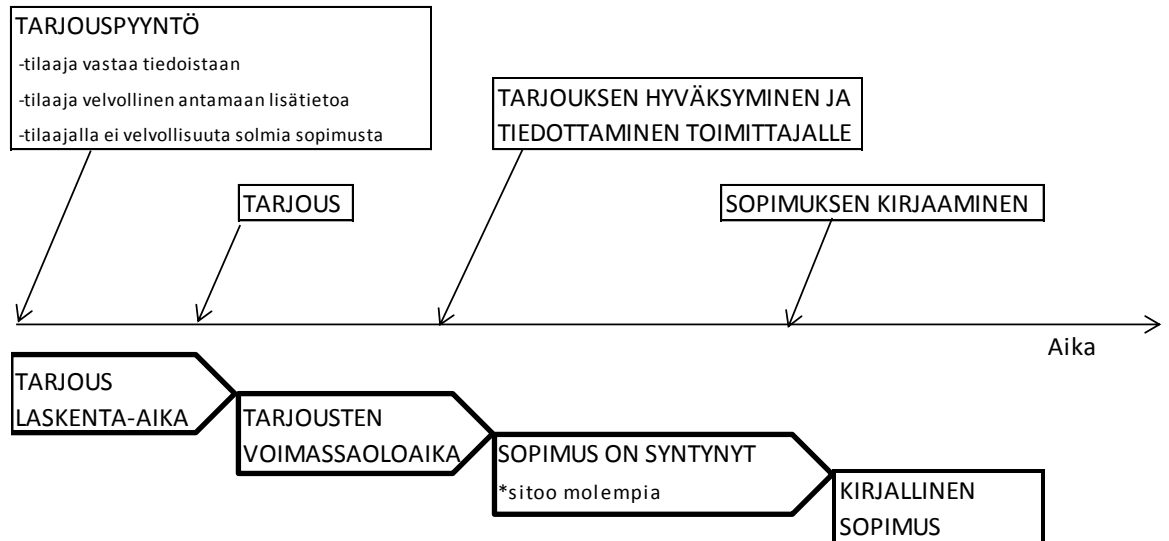 TARJOUSPYYNTÖ
-tilaaja vastaa tiedoistaan
-tilaaja velvollinen antamaan lisätietoa
-tilaajalla ei velvollisuutta solmia sopimusta
TARJOUKSEN HYVÄKSYMINEN JA
TIEDOTTAMINEN TOIMITTAJALLE
TARJOUS
SOPIMUKSEN KIRJAAMINEN
Aika
TARJOUS
LASKENTA-AIKA
TARJOUSTEN
VOIMASSAOLOAIKA
SOPIMUS ON SYNTYNYT
*sitoo molempia
KIRJALLINEN
SOPIMUS